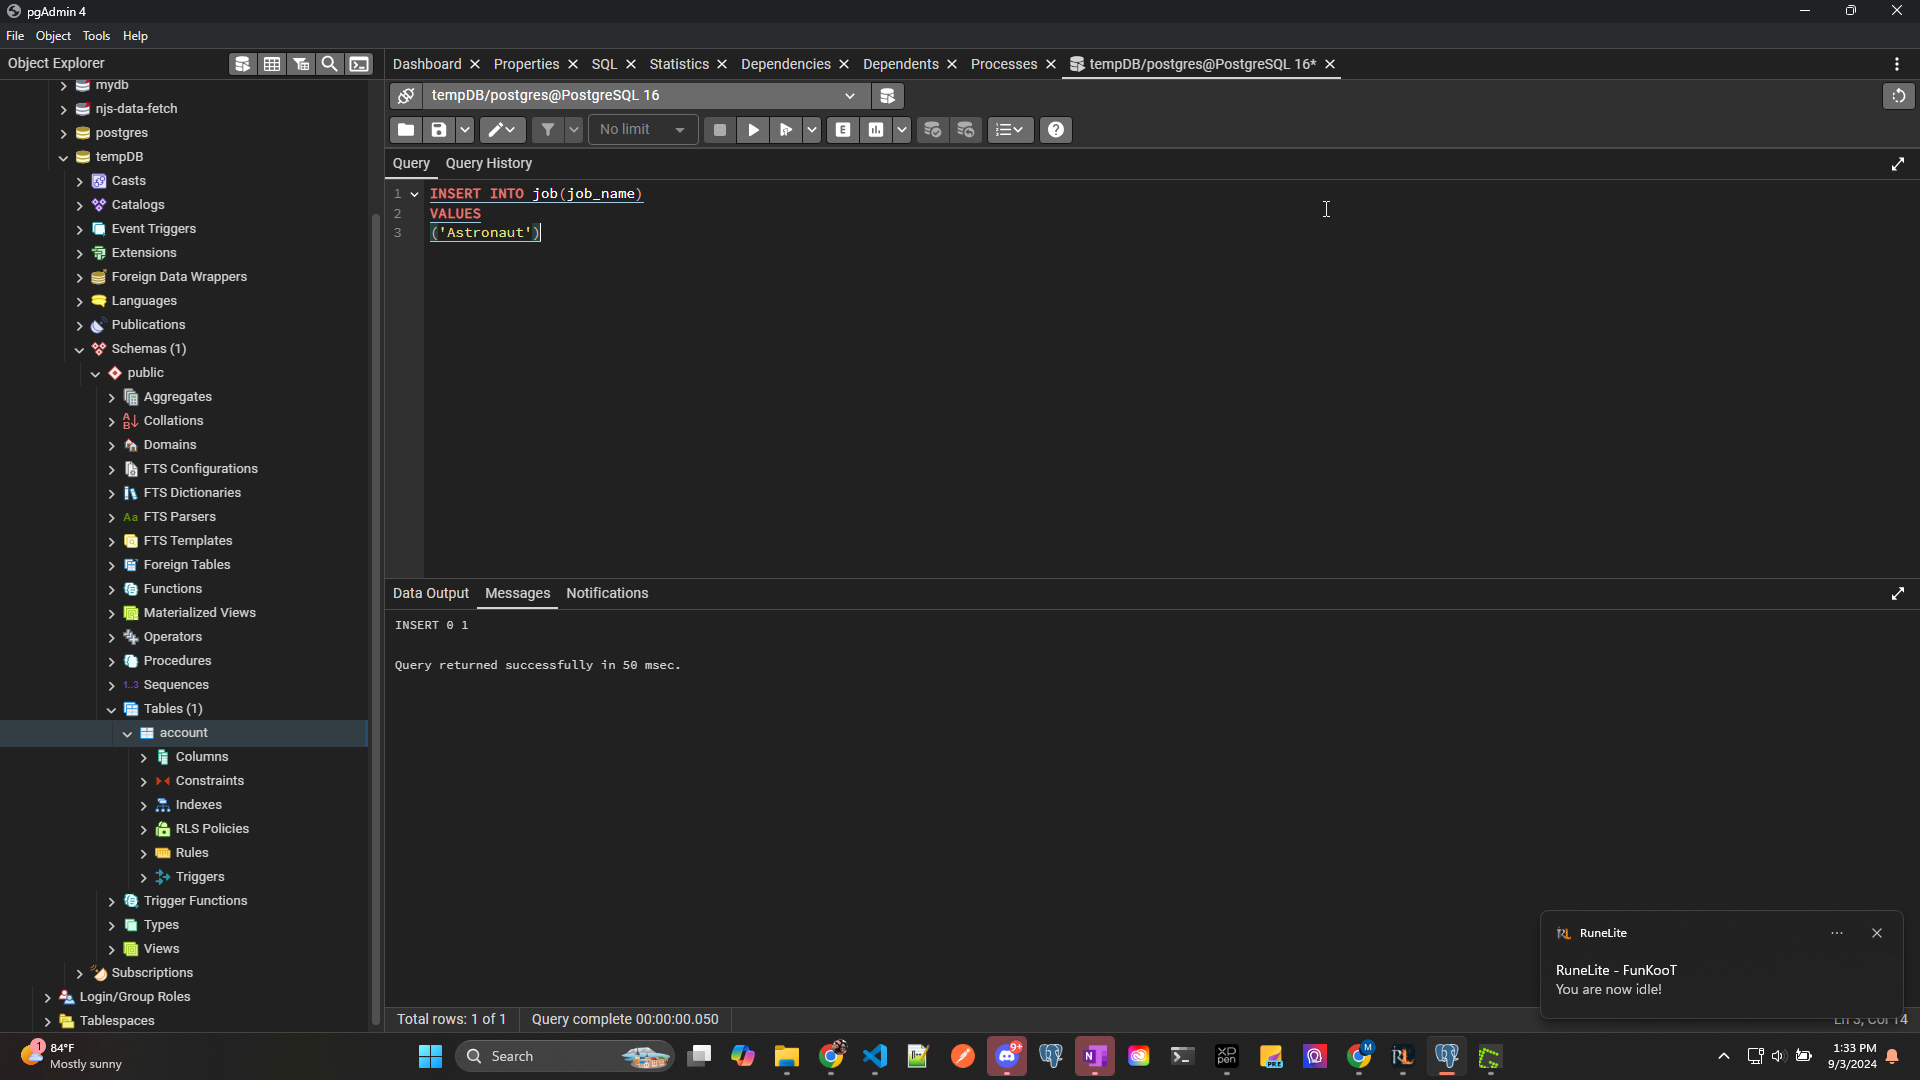 pgAdmin 4
File Object Tools Help
Object Explorer
Dashboard
Properties
SQL
Statistics
Dependencies
Dependents
Processes
tempDB/postgres@PostgreSQL 16*
mydb
njs-data-fetch
postgres
tempDB
Casts
Catalogs
Event Triggers
Extensions
Foreign Data Wrappers
Languages
Publications
Schemas (1)
public
Aggregates
Collations
Domains
FTS Configurations
FTS Dictionaries
FTS Parsers
FTS Templates
Foreign Tables
Functions
Materialized Views
Operators
Procedures
1..3 Sequences
Tables (1)
account
Columns
Constraints
Indexes
RLS Policies
Rules
Triggers
Trigger Functions
Types
Views
Subscriptions
Login/Group Roles
Tablespaces
tempDB/postgres@PostgreSQL 16
No limit
E
Query Query History
1 INSERT INTO job(job_name)
2 VALUES
3 ('Astronaut')
Data Output Messages Notifications
INSERT 0 1
Query returned successfully in 50 msec.
RuneLite
RuneLite - FunKooT
You are now idle!
Total rows: 1 of 1
Query complete 00:00:00.050
Ln 3, Col 14
1
84°F
Mostly sunny
Search
9+
1:33 PM
9/3/2024